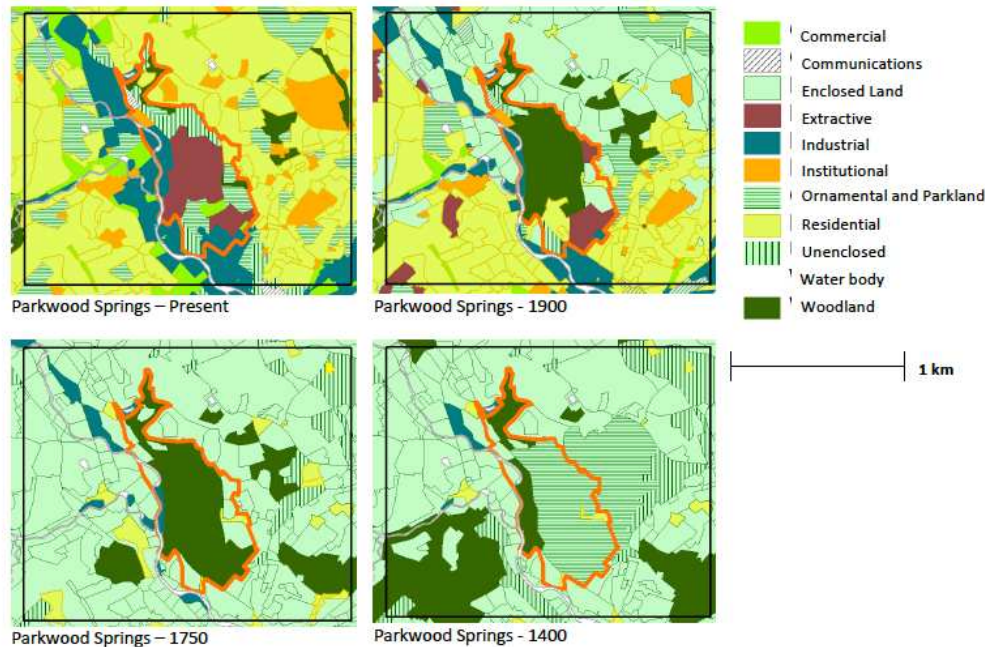 Commercial
Communications
Enclosed Land
Extractive
Industrial
Institutional
Ornamental and Parkland
Residential
Unenclosed
Water body
Woodland
Parkwood Springs – Present
Parkwood Springs - 1900
1 km
Parkwood Springs – 1750
Parkwood Springs - 1400